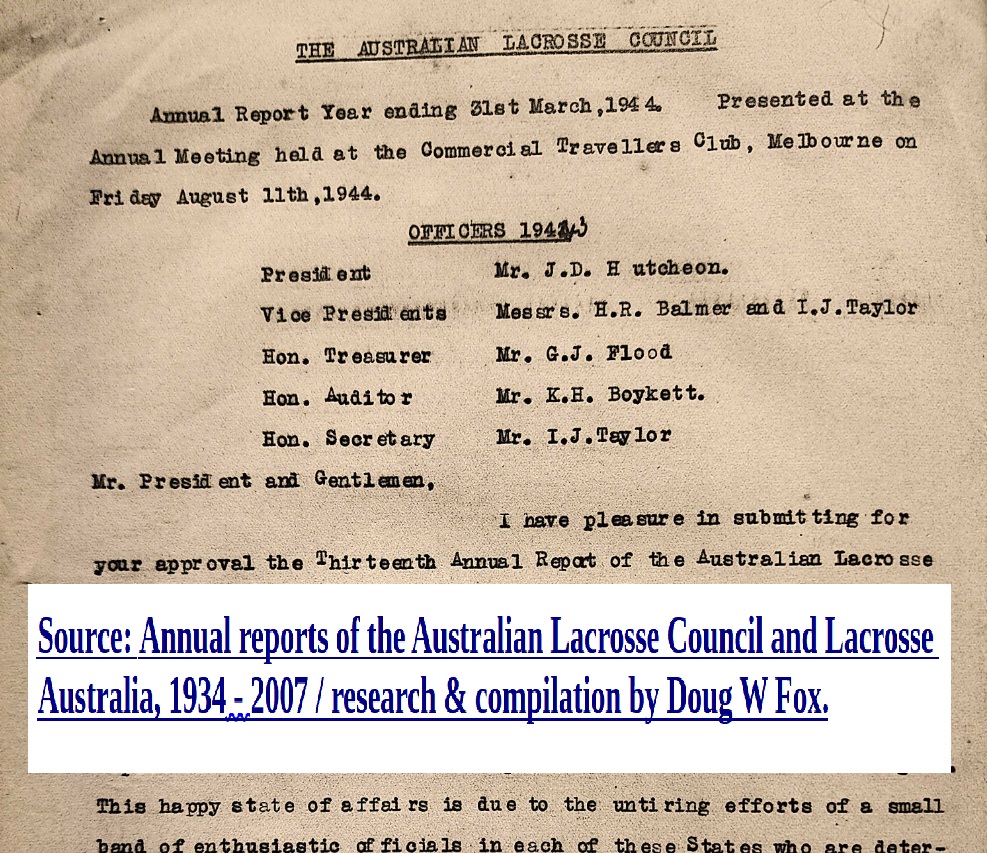 THE AUSTRALIAN LACROSSE COUNCIL
Annual Report Year ending 31st March,1944. Presented at the
Annual Meeting held at the Commercial Travellers Club, Melbourne on
Friday August 11th,1944.
OFFICERS
President Mr. J.D. Hutcheon.
Vice Presidents Messrs. H.R. Balmer and I.J.Taylor
Hon. Treasurer Mr. G.J. Flood
Hon. Auditor Mr. K.H. Boykett.
Hon. Secretary Mr. I.J.Taylor
Mr. President and Gentlemen,
I have pleasure in submitting for
your approval the Thirteenth Annual Report of the Australian Lacrosse
Source: Annual reports of the Australian Lacrosse Council and Lacrosse
Australia, 1934 - 2007 / research & compilation by Doug W Fox.
This happy state of affairs is due to the untiring efforts of a small
band of enthusiastic officials in each of these States who are deter-